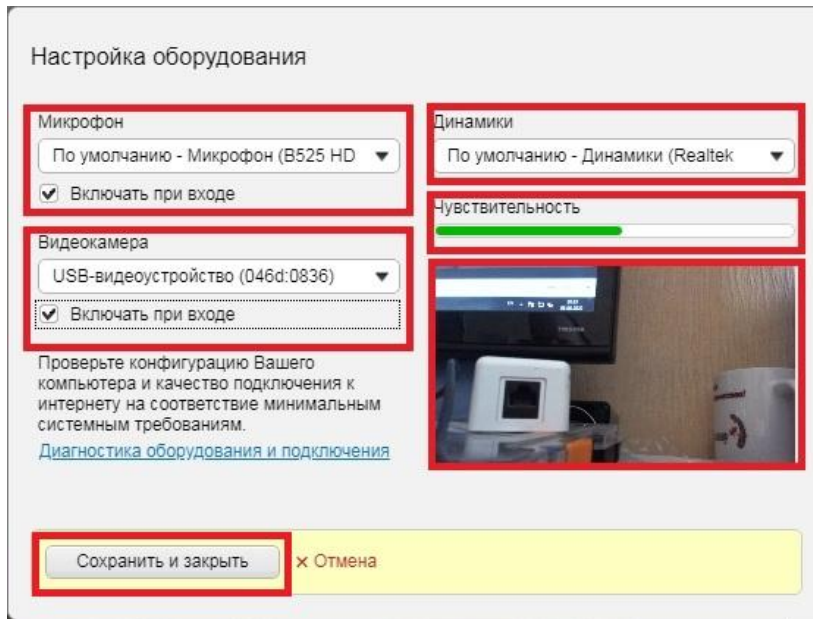 Настройка оборудования
Микрофон
По умолчанию - Микрофон (B525 HD
Включать при входе
Видеокамера
USB-видеоустройство (046d:0836)
Включать при входе
Проверьте конфигурацию Вашего
компьютера и качество подключения к
интернету на соответствие минимальным
системным требованиям.
Диагностика оборудования и подключения
Динамики
По умолчанию - Динамики (Realtek
Чувствительность
TOSHIBA
Сохранить и закрыть
× Отмена